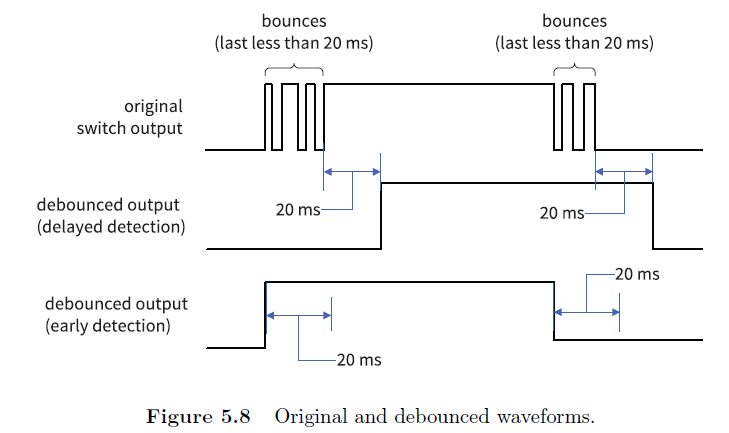 bounces
(last less than 20 ms)
bounces
(last less than 20 ms)
original
switch output
20 ms
20 ms
debounced output
(delayed detection)
20 ms
debounced output
(early detection)
20 ms
Figure 5.8 Original and debounced waveforms.